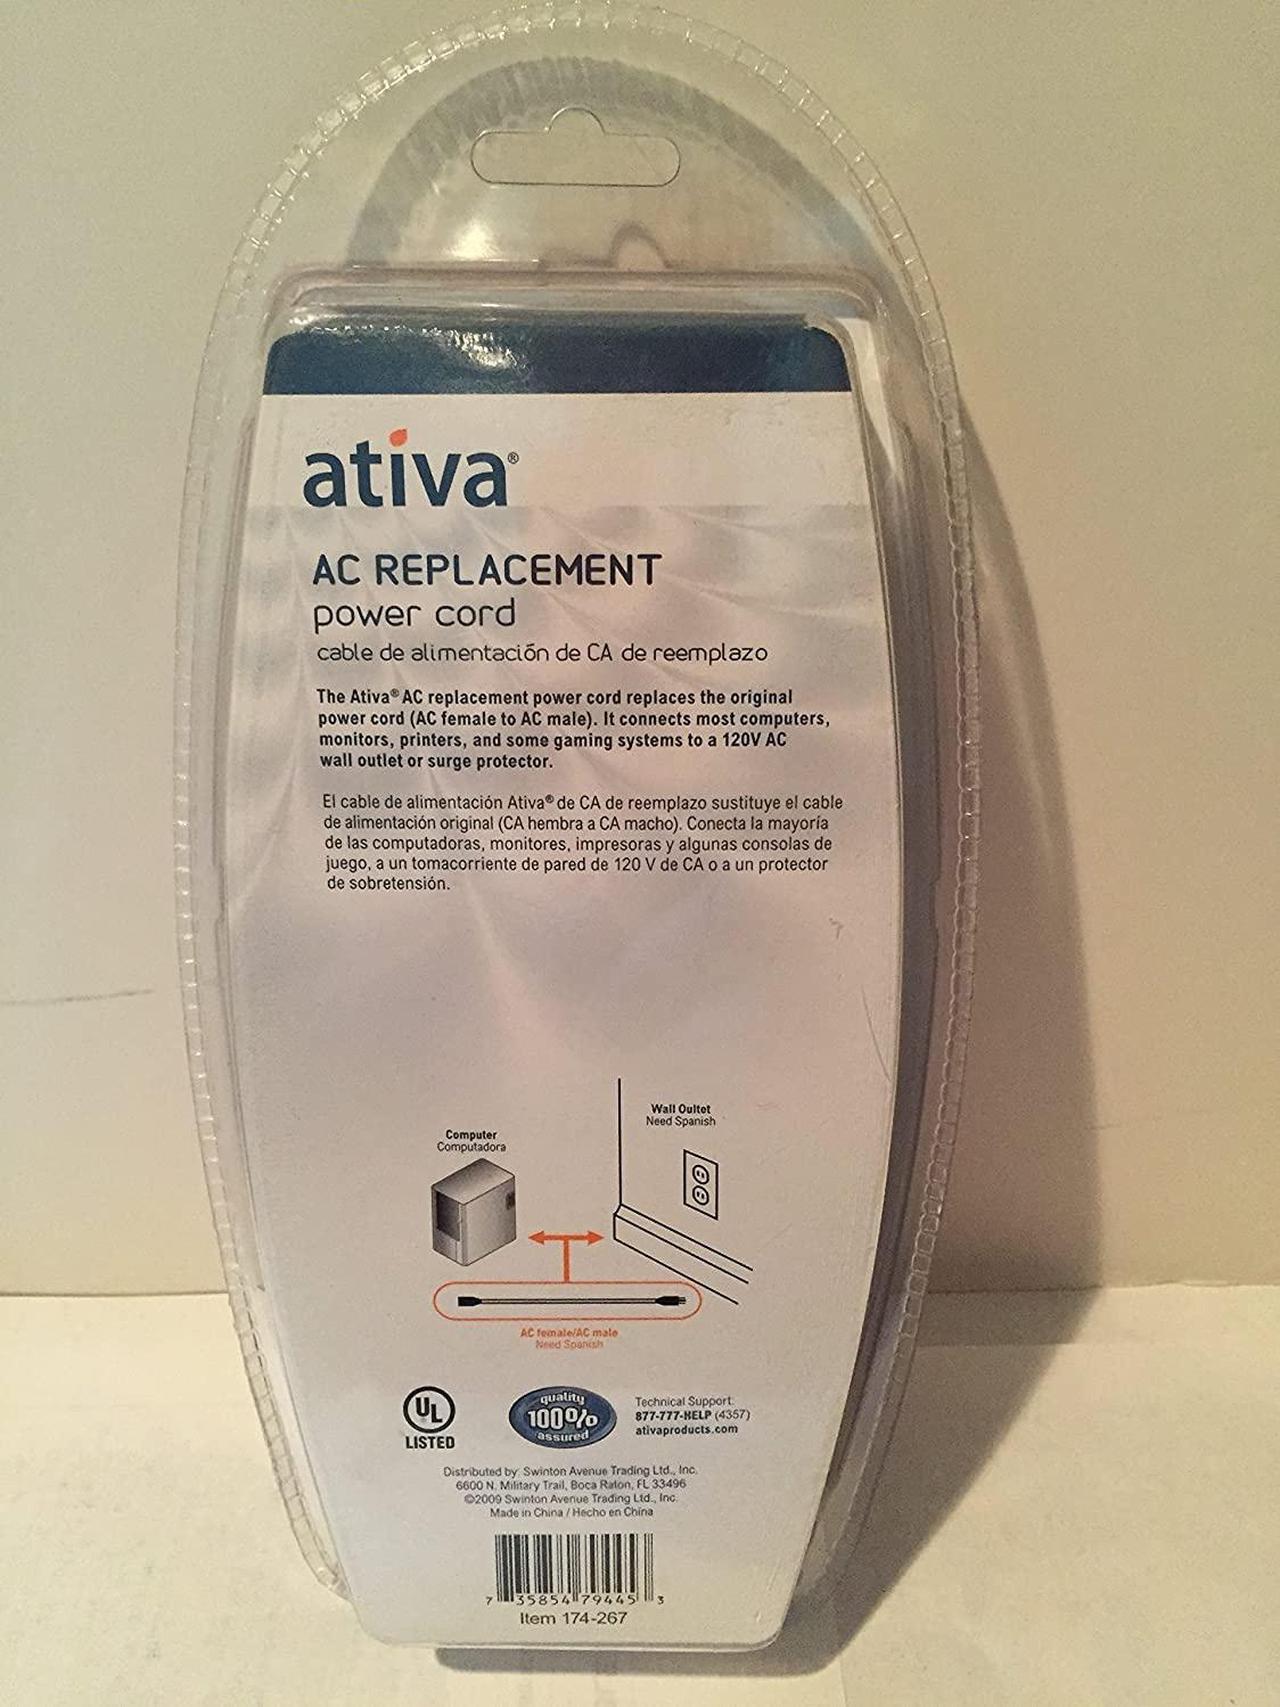 ativa®
AC REPLACEMENT
power cord
cable de alimentación de CA de reemplazo
The Ativa® AC replacement power cord replaces the original
power cord (AC female to AC male). It connects most computers,
monitors, printers, and some gaming systems to a 120V AC
wall outlet or surge protector.
El cable de alimentación Ativa® de CA de reemplazo sustituye el cable
de alimentación original (CA hembra a CA macho). Conecta la mayoría
de las computadoras, monitores, impresoras y algunas consolas de
juego, a un tomacorriente de pared de 120 V de CA o a un protector
de sobretensión.
Wall Oultet
Need Spanish
Computer
Computadora
AC female/AC male
Need Spanish
UL
LISTED
quality
100%
assured
Technical Support:
877-777-HELP (4357)
ativaproducts.com
Distributed by: Swinton Avenue Trading Ltd., Inc.
6600 N. Military Trail, Boca Raton, FL 33496
©2009 Swinton Avenue Trading Ltd., Inc.
Made in China / Hecho en China
7 35854 79445 3
Item 174-267